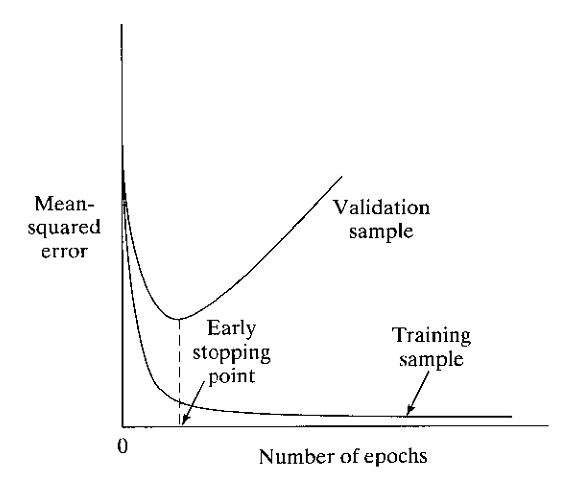 Mean-
squared
error
Validation
sample
Early
stopping
point
Training
sample
0
Number of epochs